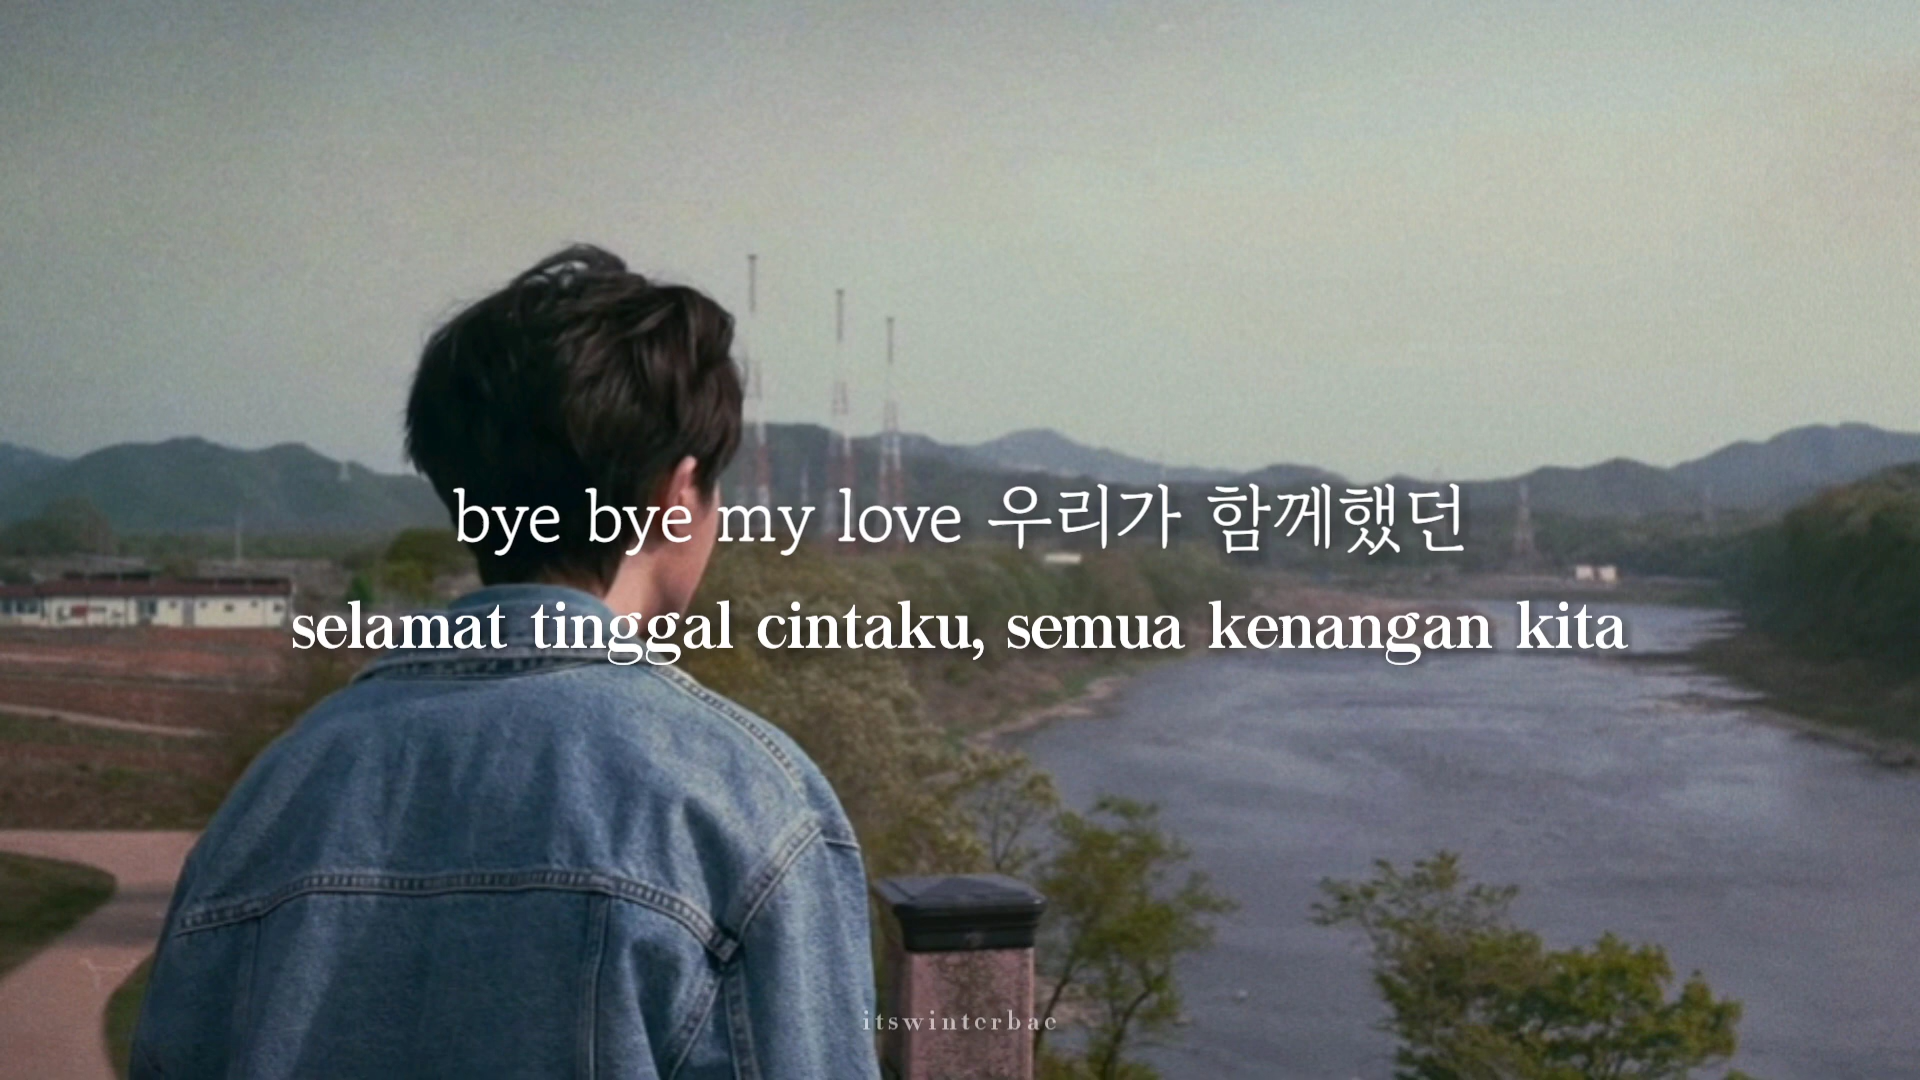 bye bye my love 우리가 함께했던
selamat tinggal cintaku, semua kenangan kita
itswinterbae